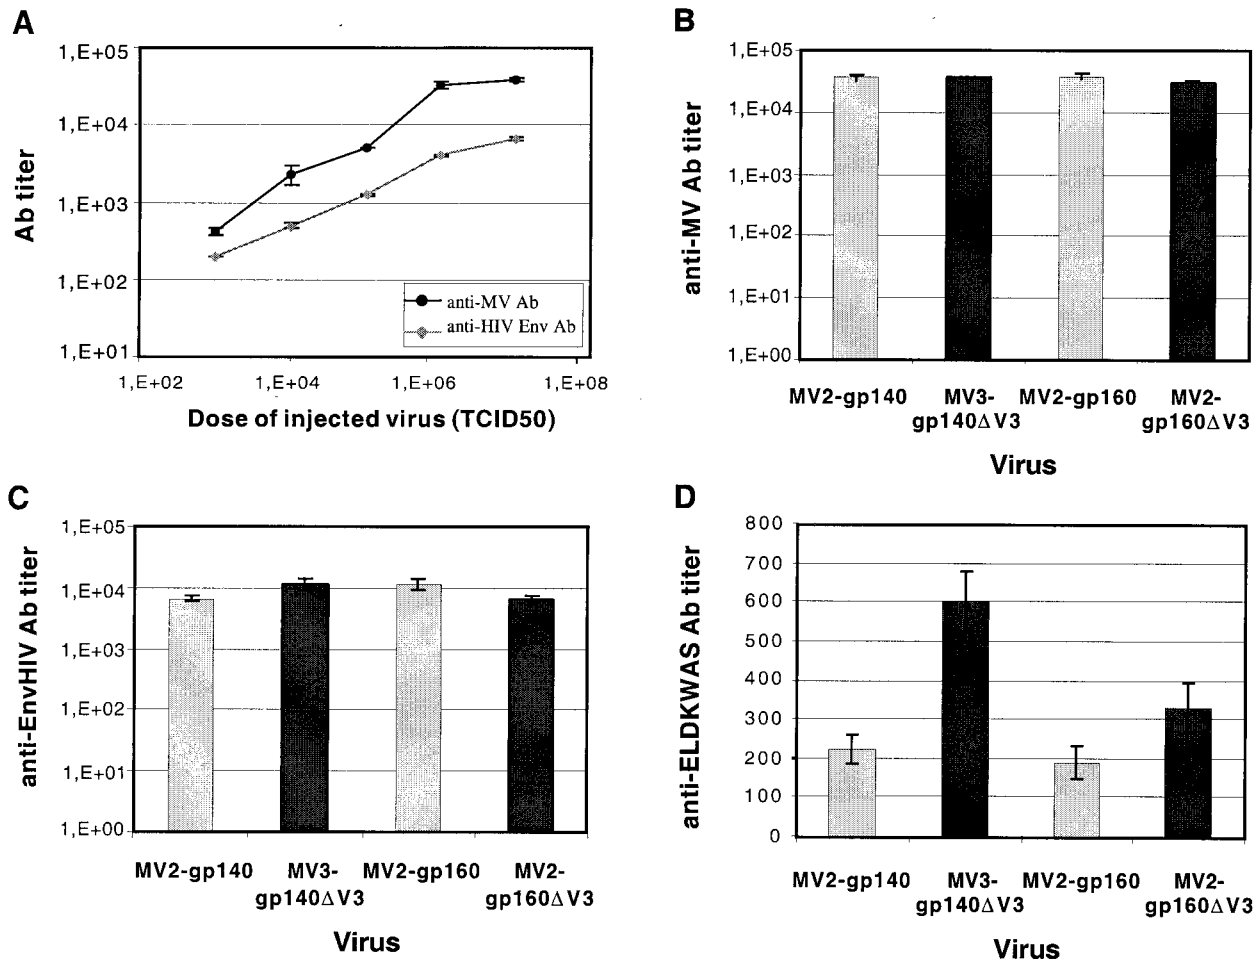 A
1,E+05
1,E+04
1,E+03
1,E+02
1,E+01
Ab titer
anti-MV Ab
anti-HIV Env Ab
1,E+02
1,E+04
1,E+06
1,E+08
Dose of injected virus (TCID50)
B
1,E+05
1,E+04
1,E+03
1,E+02
1,E+01
1,E+00
anti-MV Ab titer
MV2-gp140
MV3-
gp140ΔV3
MV2-gp160
MV2-
gp160ΔV3
Virus
C
1,E+05
1,E+04
1,E+03
1,E+02
1,E+01
1,E+00
anti-EnvHIV Ab titer
MV2-gp140
MV3-
gp140ΔV3
MV2-gp160
MV2-
gp160ΔV3
Virus
D
800
700
600
500
400
300
200
100
0
anti-ELDKWAS Ab titer
MV2-gp140
MV3-
gp140ΔV3
MV2-gp160
MV2-
gp160ΔV3
Virus